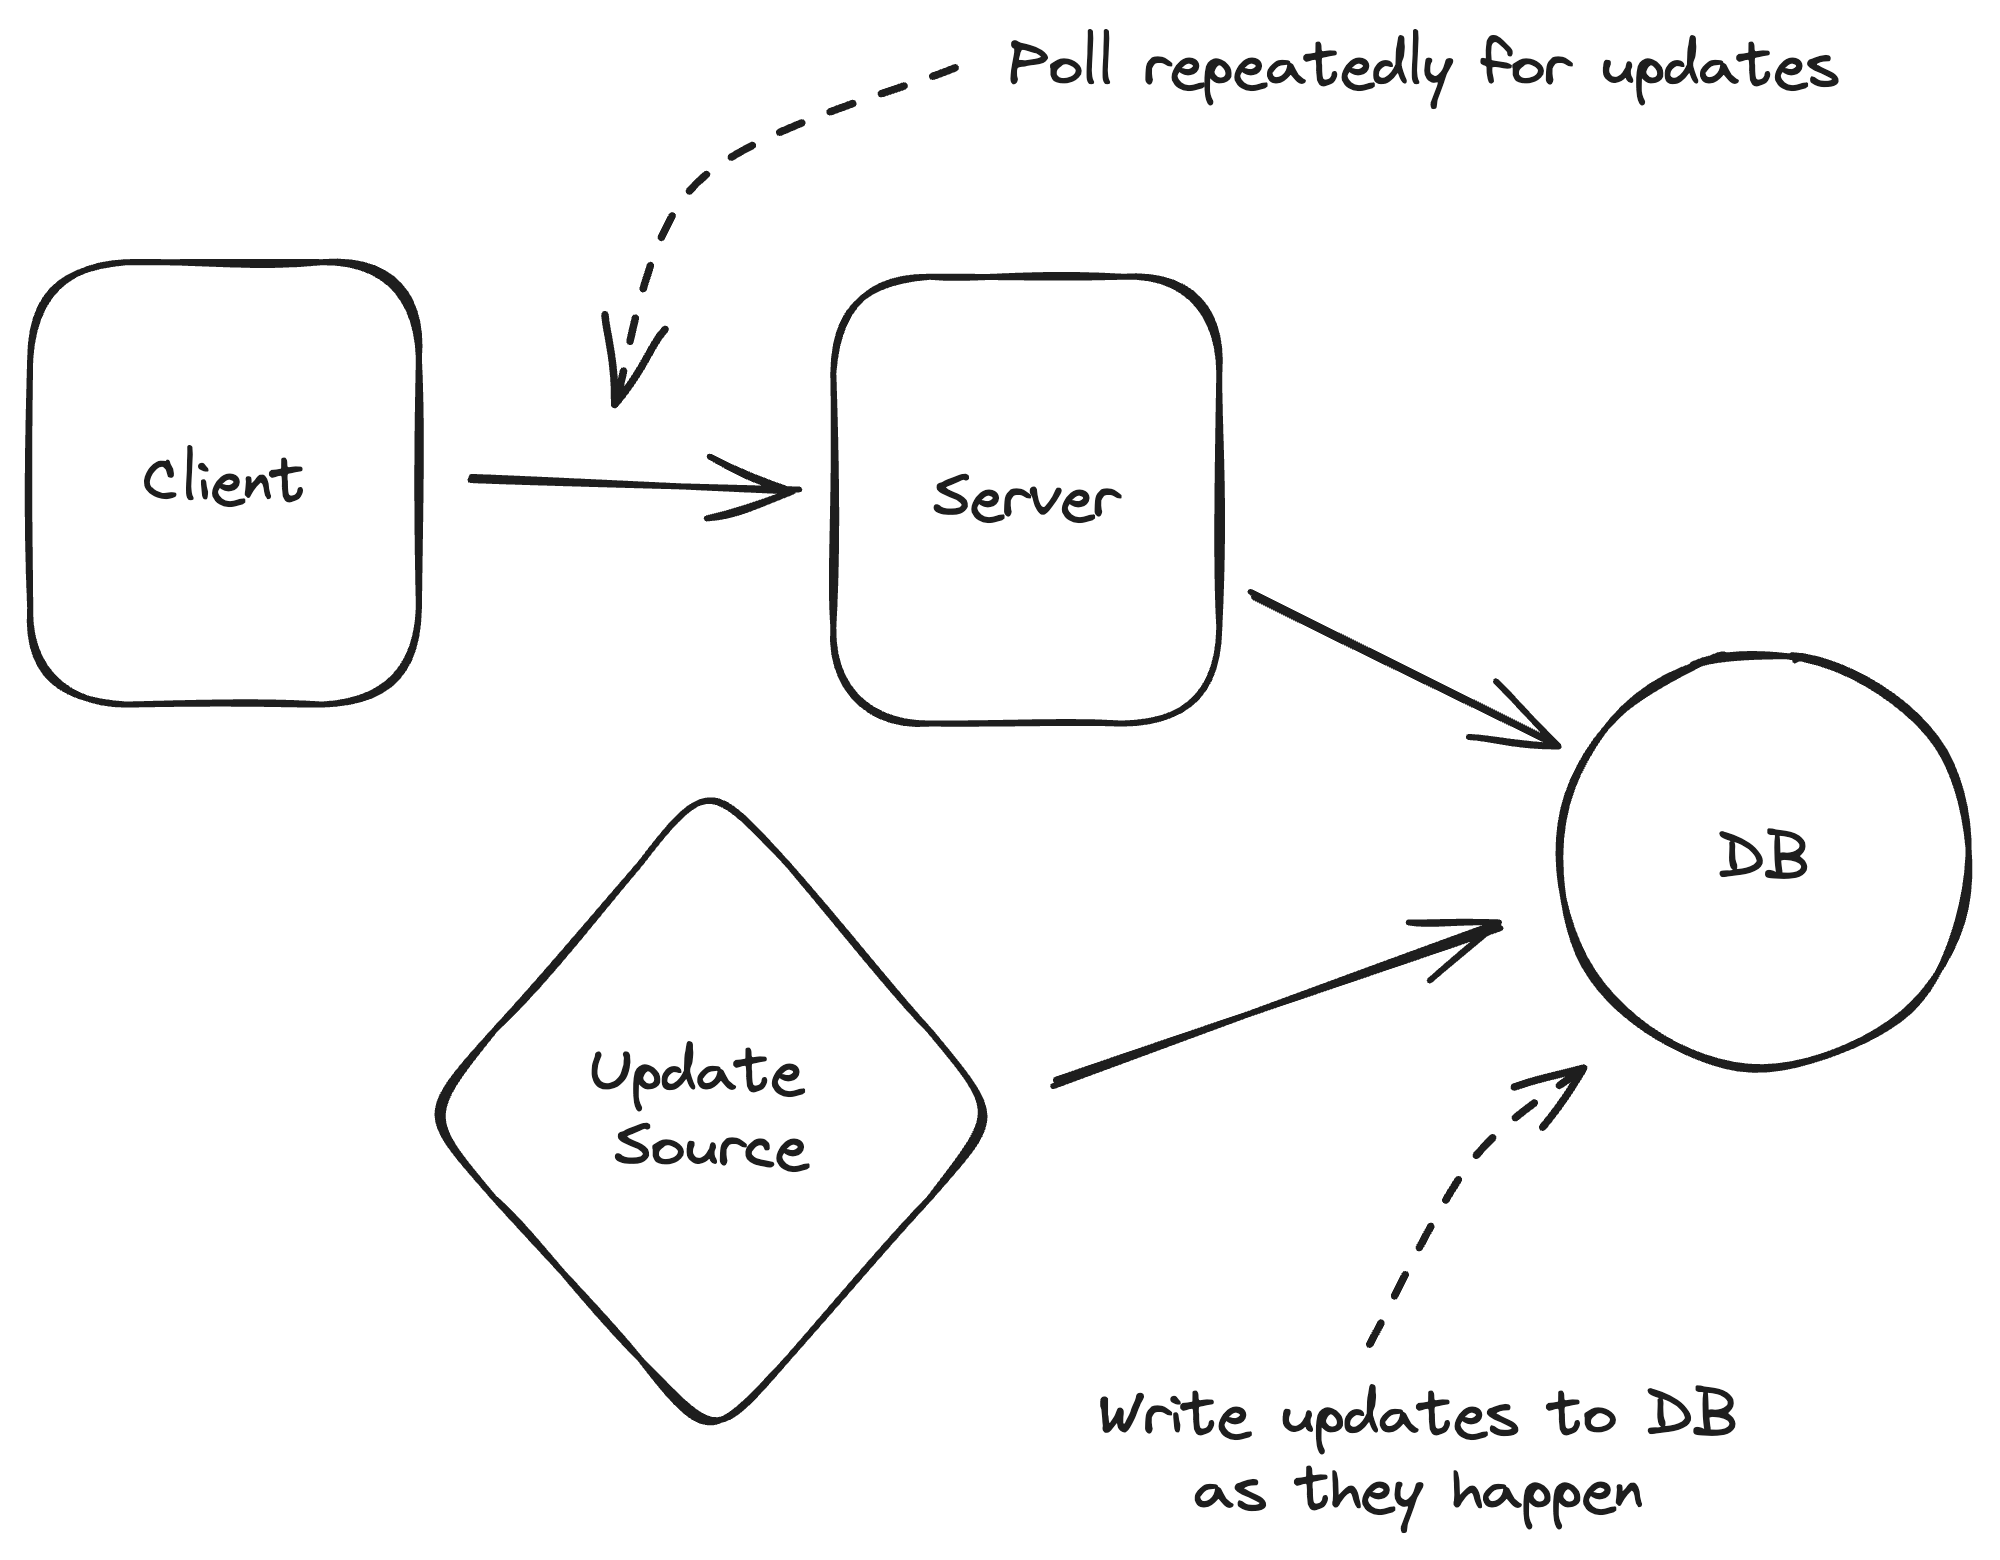 Poll repeatedly for updates
Client
Server
DB
Update
Source
Write updates to DB
as they happen